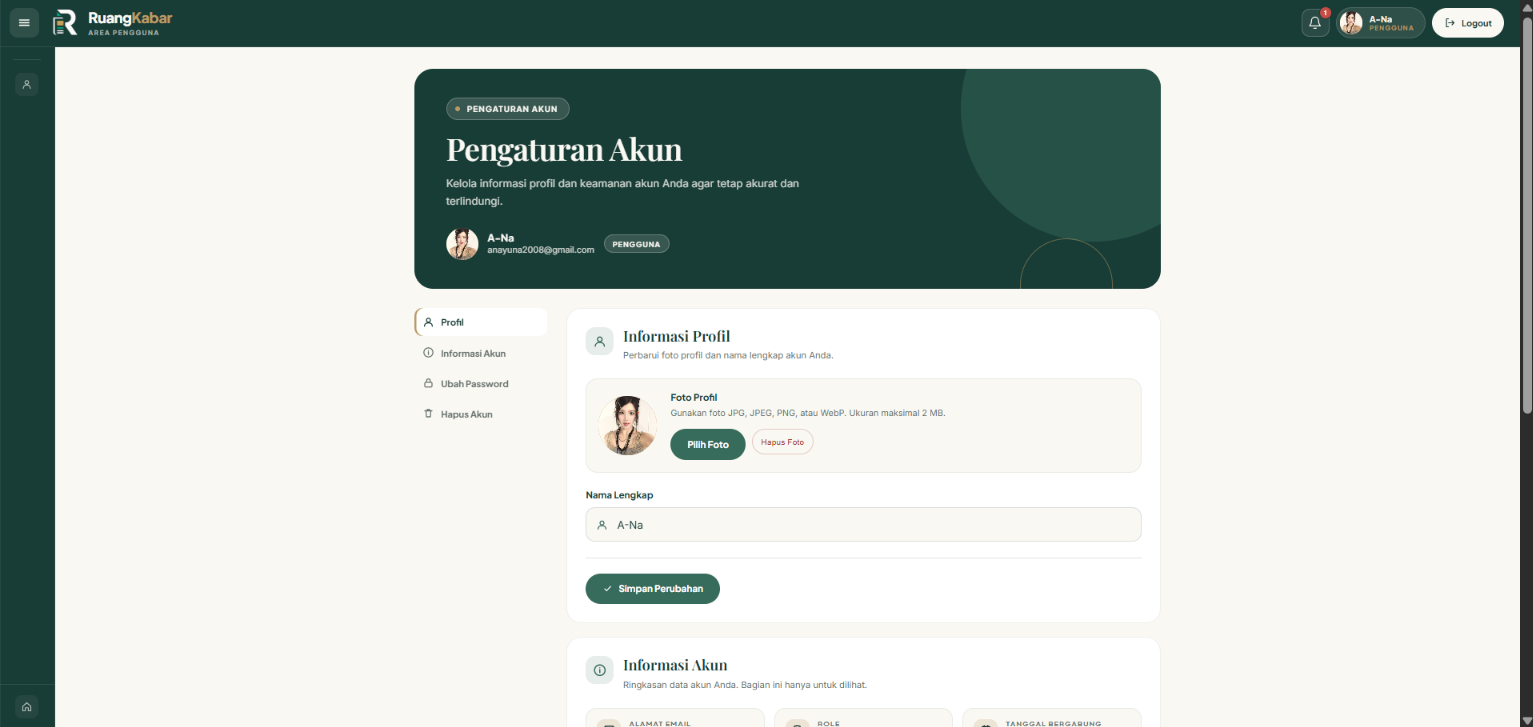 RuangKabar
AREA PENGGUNA
1
A-Na
PENGGUNA
Logout
PENGATURAN AKUN
Pengaturan Akun
Kelola informasi profil dan keamanan akun Anda agar tetap akurat dan
terlindungi.
A-Na
anayuna2008@gmail.com
PENGGUNA
Profil
Informasi Akun
Ubah Password
Hapus Akun
Informasi Profil
Perbarui foto profil dan nama lengkap akun Anda.
Foto Profil
Gunakan foto JPG, JPEG, PNG, atau WebP. Ukuran maksimal 2 MB.
Pilih Foto
Hapus Foto
Nama Lengkap
A-Na
Simpan Perubahan
Informasi Akun
Ringkasan data akun Anda. Bagian ini hanya untuk dilihat.
ALAMAT EMAIL
ROLE
TANGGAL BERGABUNG